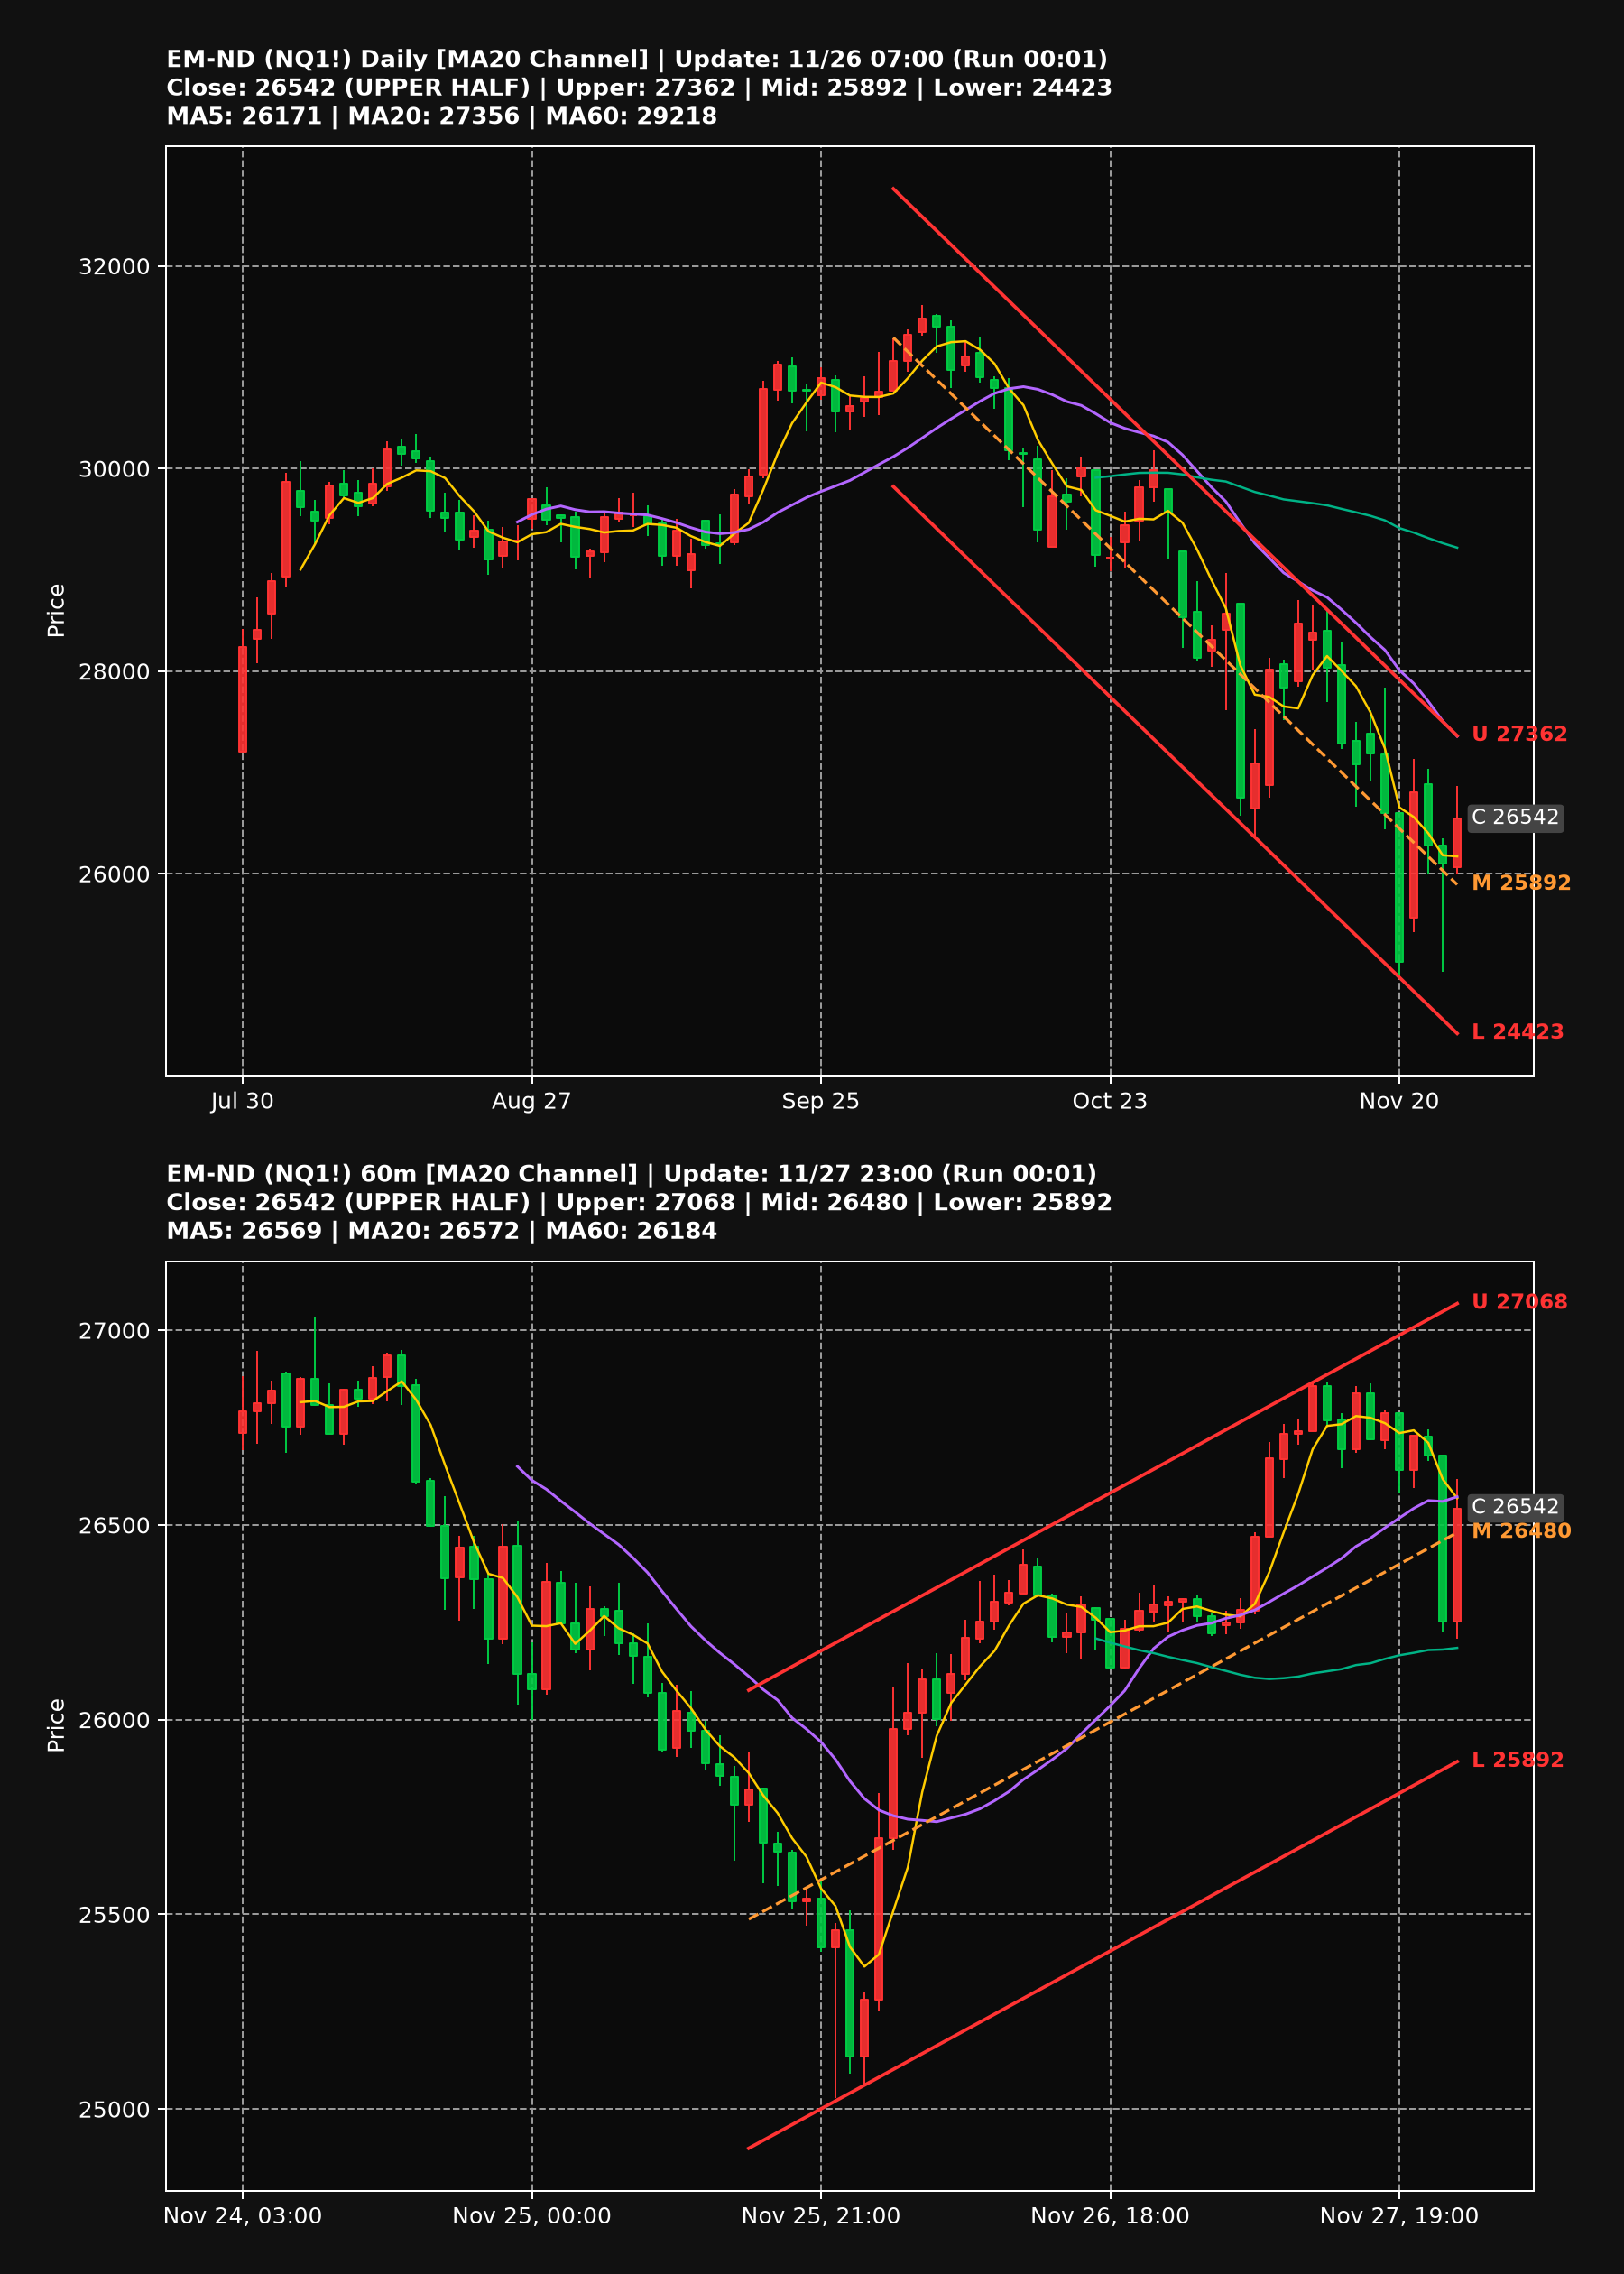 EM-ND (NQ1!) Daily [MA20 Channel] | Update: 11/26 07:00 (Run 00:01)
Close: 26542 (UPPER HALF) | Upper: 27362 | Mid: 25892 | Lower: 24423
MA5: 26171 | MA20: 27356 | MA60: 29218
Price
32000
30000
28000
26000
U 27362
C 26542
M 25892
L 24423
Jul 30
Aug 27
Sep 25
Oct 23
Nov 20
EM-ND (NQ1!) 60m [MA20 Channel] | Update: 11/27 23:00 (Run 00:01)
Close: 26542 (UPPER HALF) | Upper: 27068 | Mid: 26480 | Lower: 25892
MA5: 26569 | MA20: 26572 | MA60: 26184
Price
27000
26500
26000
25500
25000
U 27068
C 26542
M 26480
L 25892
Nov 24, 03:00
Nov 25, 00:00
Nov 25, 21:00
Nov 26, 18:00
Nov 27, 19:00